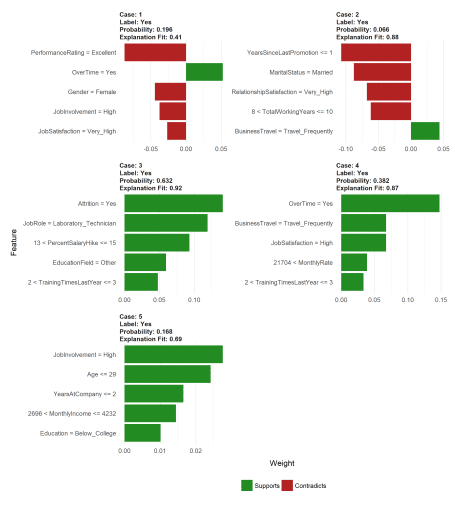 Case: 1
Label: Yes
Probability: 0.196
Explanation Fit: 0.41
PerformanceRating = Excellent
OverTime = Yes
Gender = Female
JobInvolement = High
JobSatisfaction = Very_High
-0.05
0.00
0.05
Case: 2
Label: Yes
Probability: 0.066
Explanation Fit: 0.88
YearsSinceLastPromotion <= 1
MaritalStatus = Married
RelationshipSatisfaction = Very_High
8 < TotalWorkingYears <= 10
BusinessTravel = Travel_Frequently
-0.10
-0.05
0.00
0.05
Case: 3
Label: Yes
Probability: 0.632
Explanation Fit: 0.92
Attrition = Yes
JobRole = Laboratory_Technician
13 < PercentSalaryHike <= 15
EducationField = Other
2 < TrainingTimesLastYear <= 3
0.00
0.05
0.10
Case: 4
Label: Yes
Probability: 0.382
Explanation Fit: 0.87
OverTime = Yes
BusinessTravel = Travel_Frequently
JobSatisfaction = High
21704 < MonthlyRate
2 < TrainingTimesLastYear <= 3
0.00
0.05
0.10
0.15
Case: 5
Label: Yes
Probability: 0.168
Explanation Fit: 0.69
JobInvolement = High
Age <= 29
YearsAtCompany <= 2
2696 < MonthlyIncome <= 4232
Education = Below_College
0.00
0.02
Feature
Weight
Supports
Contradicts